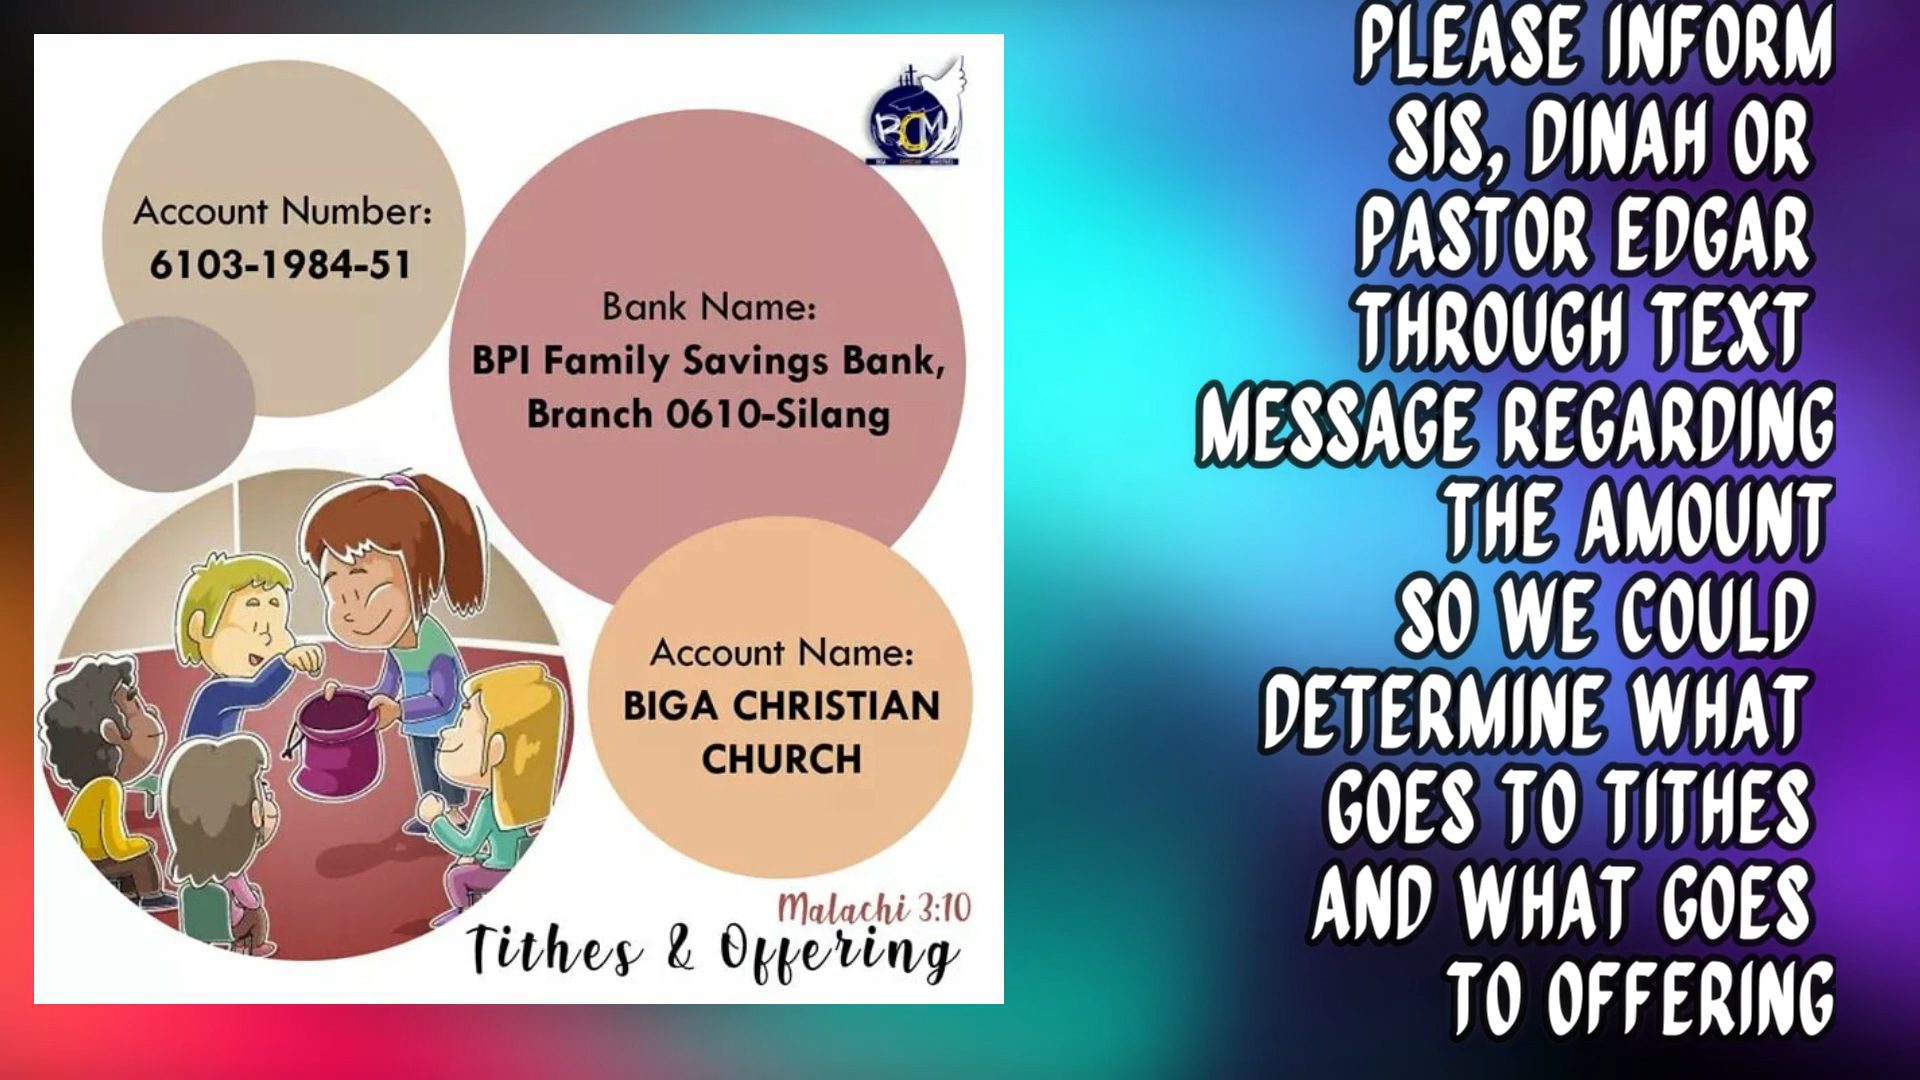 Account Number:
6103-1984-51
BCM
Bank Name:
BPI Family Savings Bank,
Branch 0610-Silang
Account Name:
BIGA CHRISTIAN
CHURCH
Malachi 3:10
Tithes & Offering
PLEASE INFORM
SIS, DINAH OR
PASTOR EDGAR
THROUGH TEXT
MESSAGE REGARDING
THE AMOUNT
SO WE COULD
DETERMINE WHAT
GOES TO TITHES
AND WHAT GOES
TO OFFERING